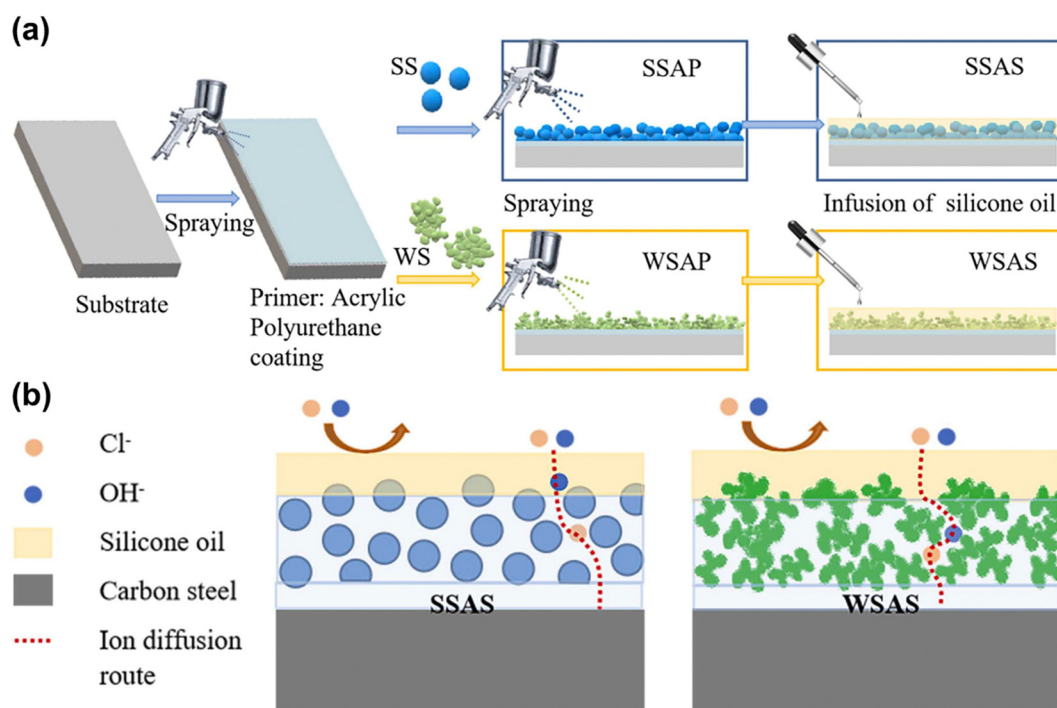 (a)
SS
SSAP
SSAS
Spraying
Spraying
Infusion of silicone oil
Substrate
Primer: Acrylic
Polyurethane
coating
WS
WSAP
WSAS
(b)
Cl-
OH-
Silicone oil
Carbon steel
Ion diffusion
route
SSAS
WSAS